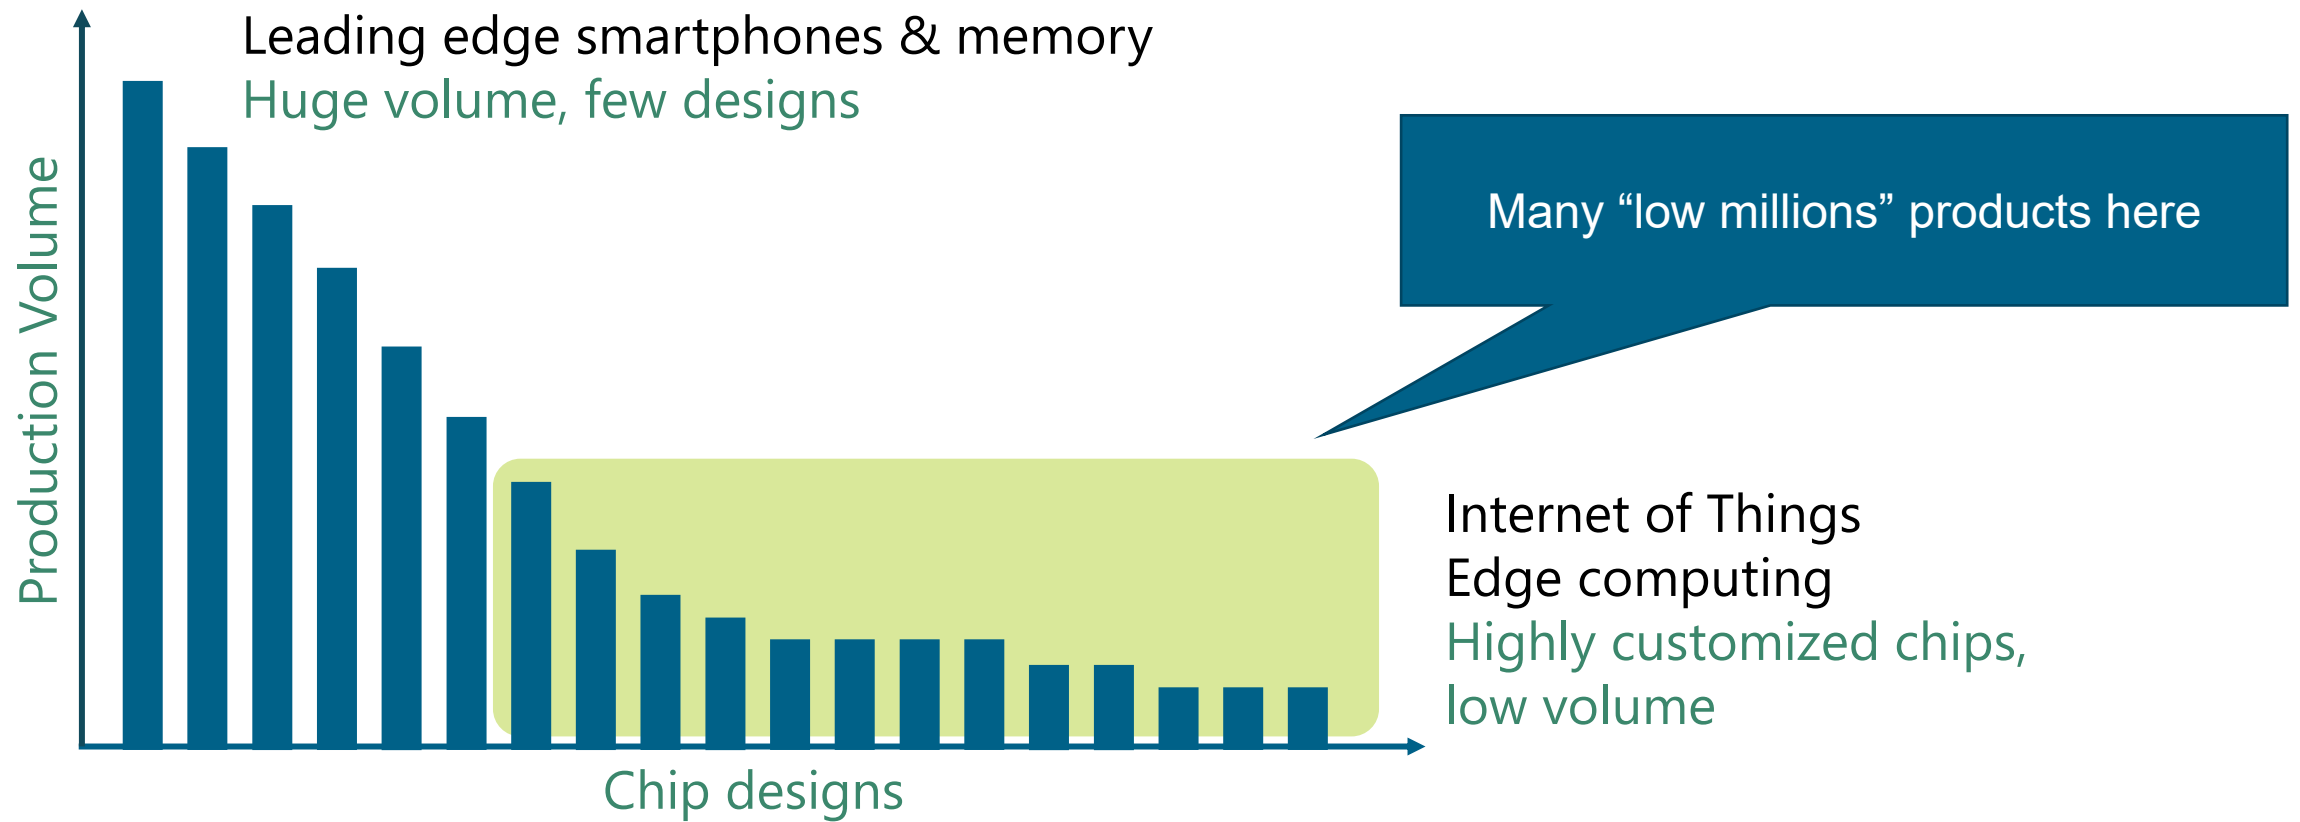 Leading edge smartphones & memory
Huge volume, few designs
Many “low millions” products here
Production Volume
Internet of Things
Edge computing
Highly customized chips,
low volume
Chip designs